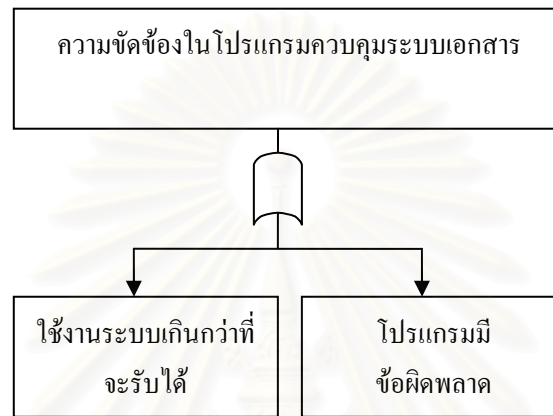 ความขัดข้องในโปรแกรมควบคุมระบบเอกสาร
ใช้งานระบบเกินกว่าที่
จะรับได้
โปรแกรมมี
ข้อผิดพลาด